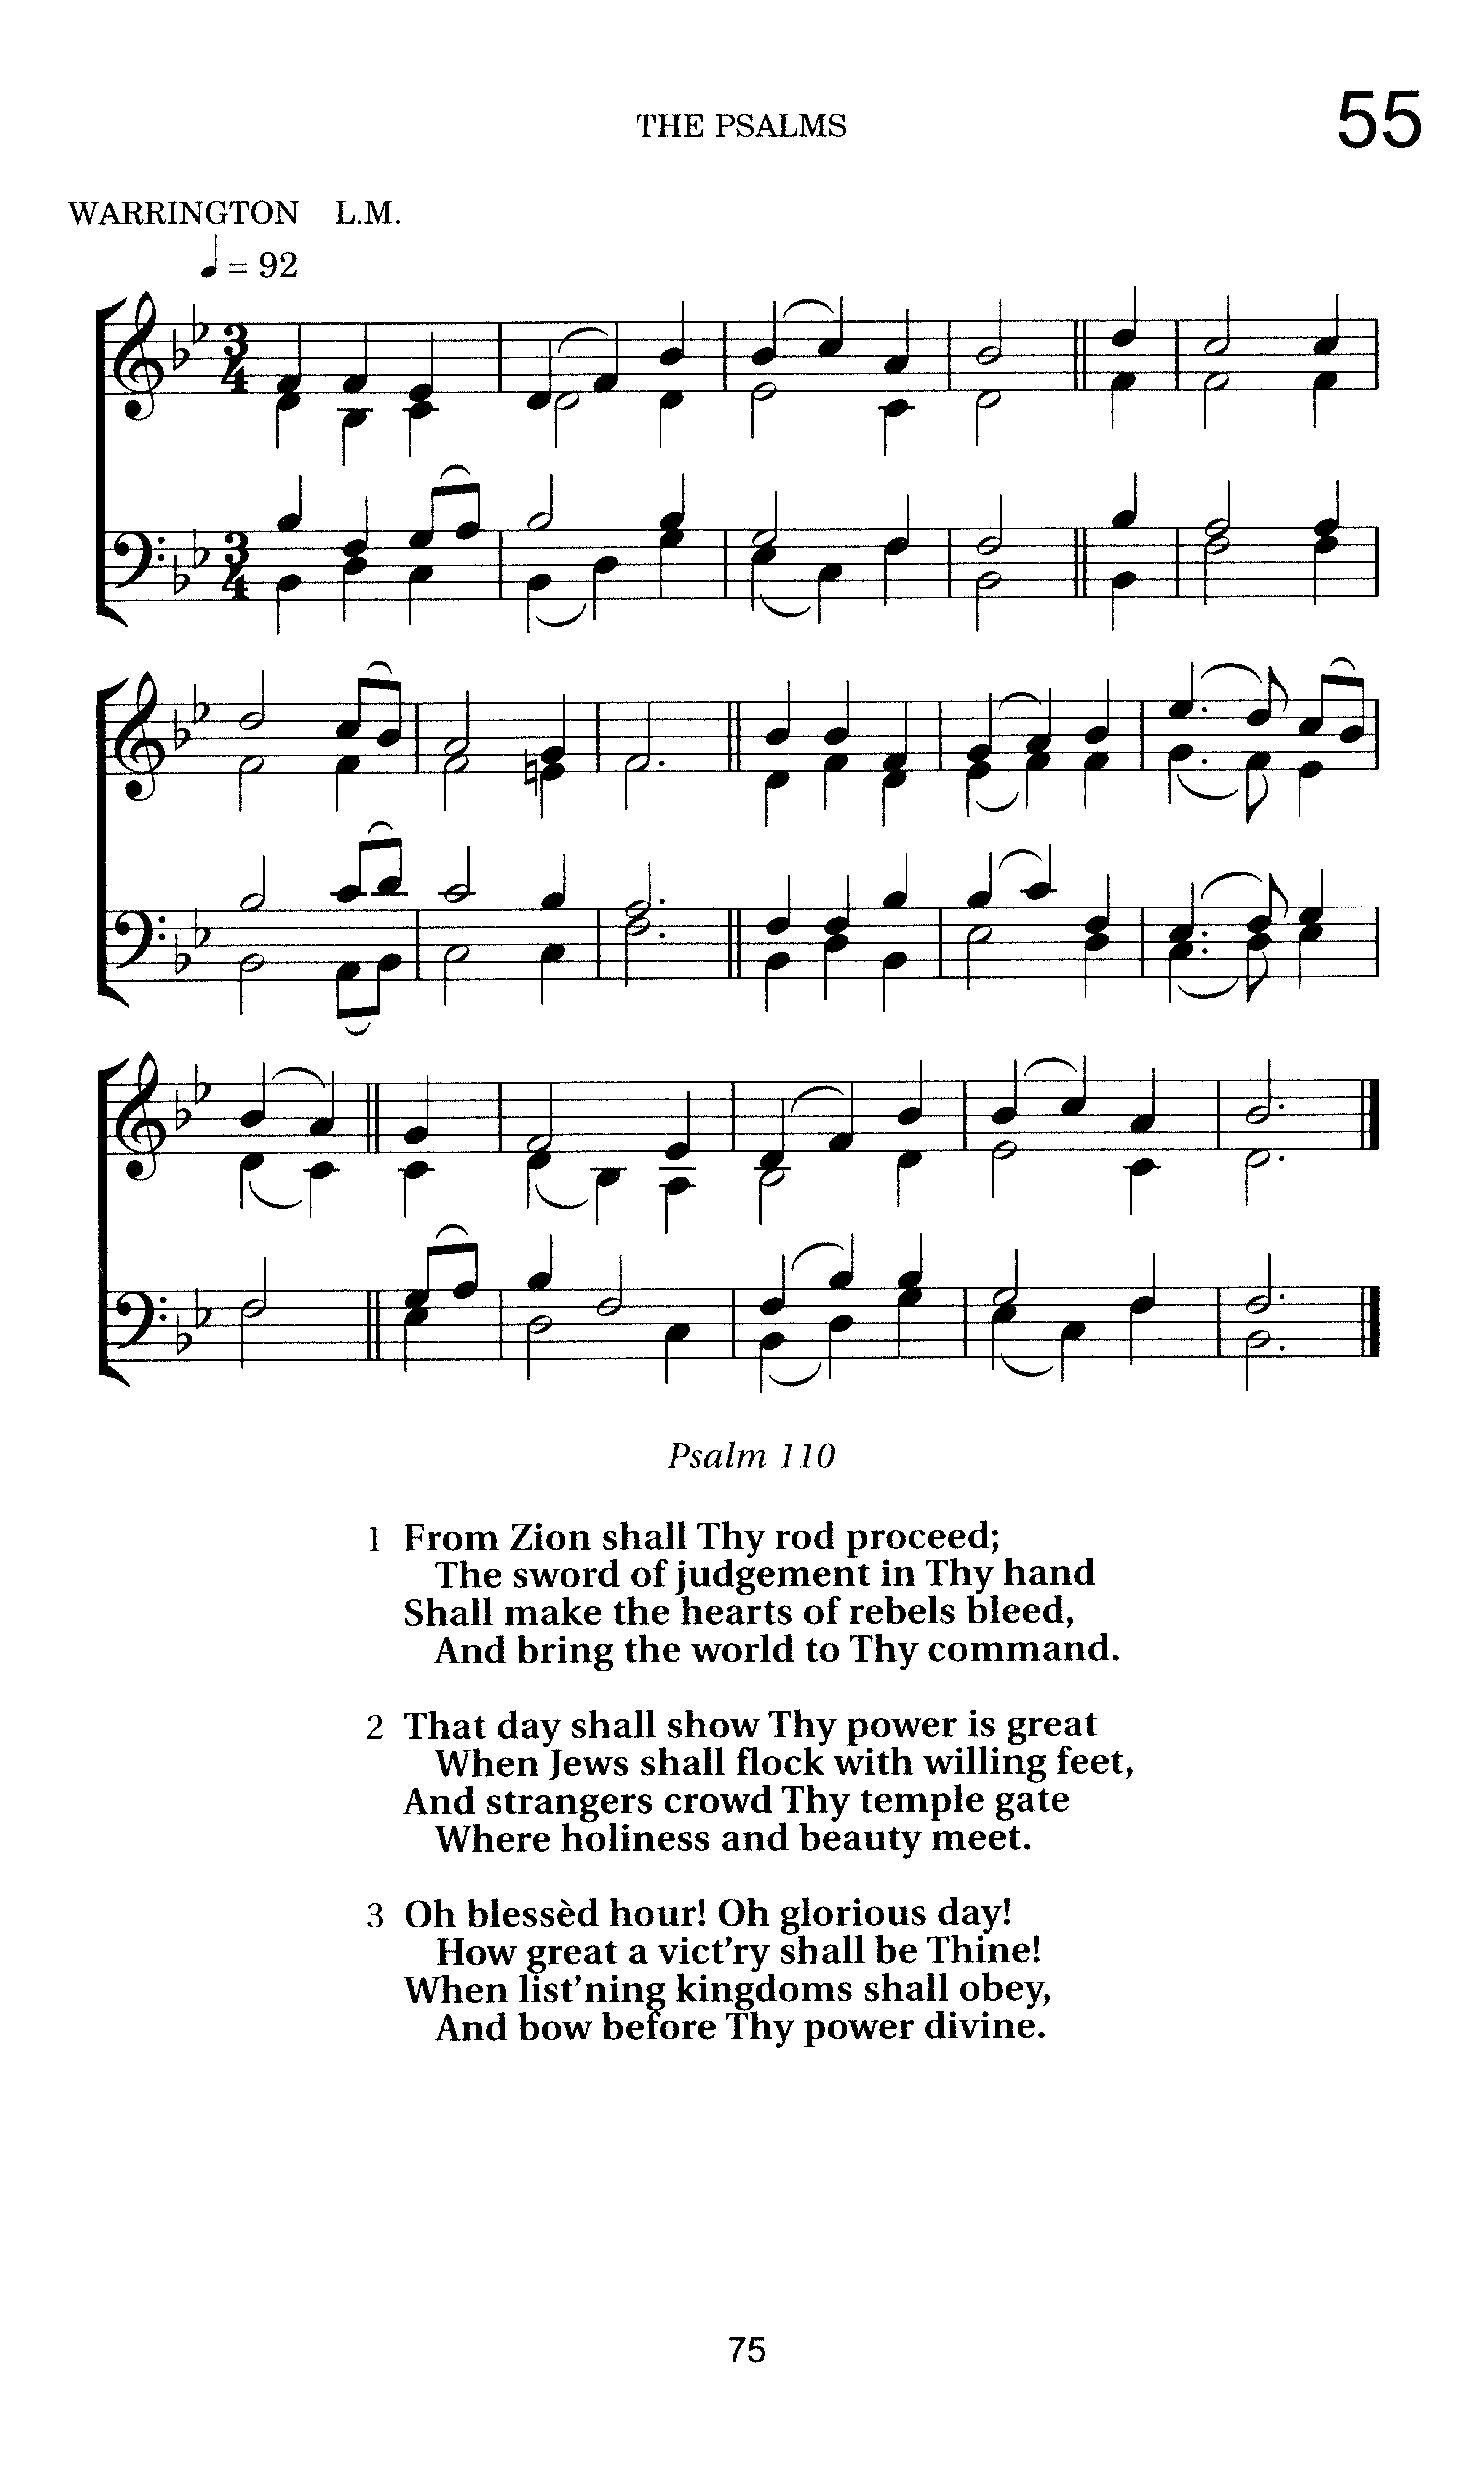 THE PSALMS
55
WARRINGTON L.M.
♩ = 92
3
4
3
4
Psalm 110
1 From Zion shall Thy rod proceed;
The sword of judgement in Thy hand
Shall make the hearts of rebels bleed,
And bring the world to Thy command.
2 That day shall show Thy power is great
When Jews shall flock with willing feet,
And strangers crowd Thy temple gate
Where holiness and beauty meet.
3 Oh blessèd hour! Oh glorious day!
How great a vict'ry shall be Thine!
When list'ning kingdoms shall obey,
And bow before Thy power divine.
75